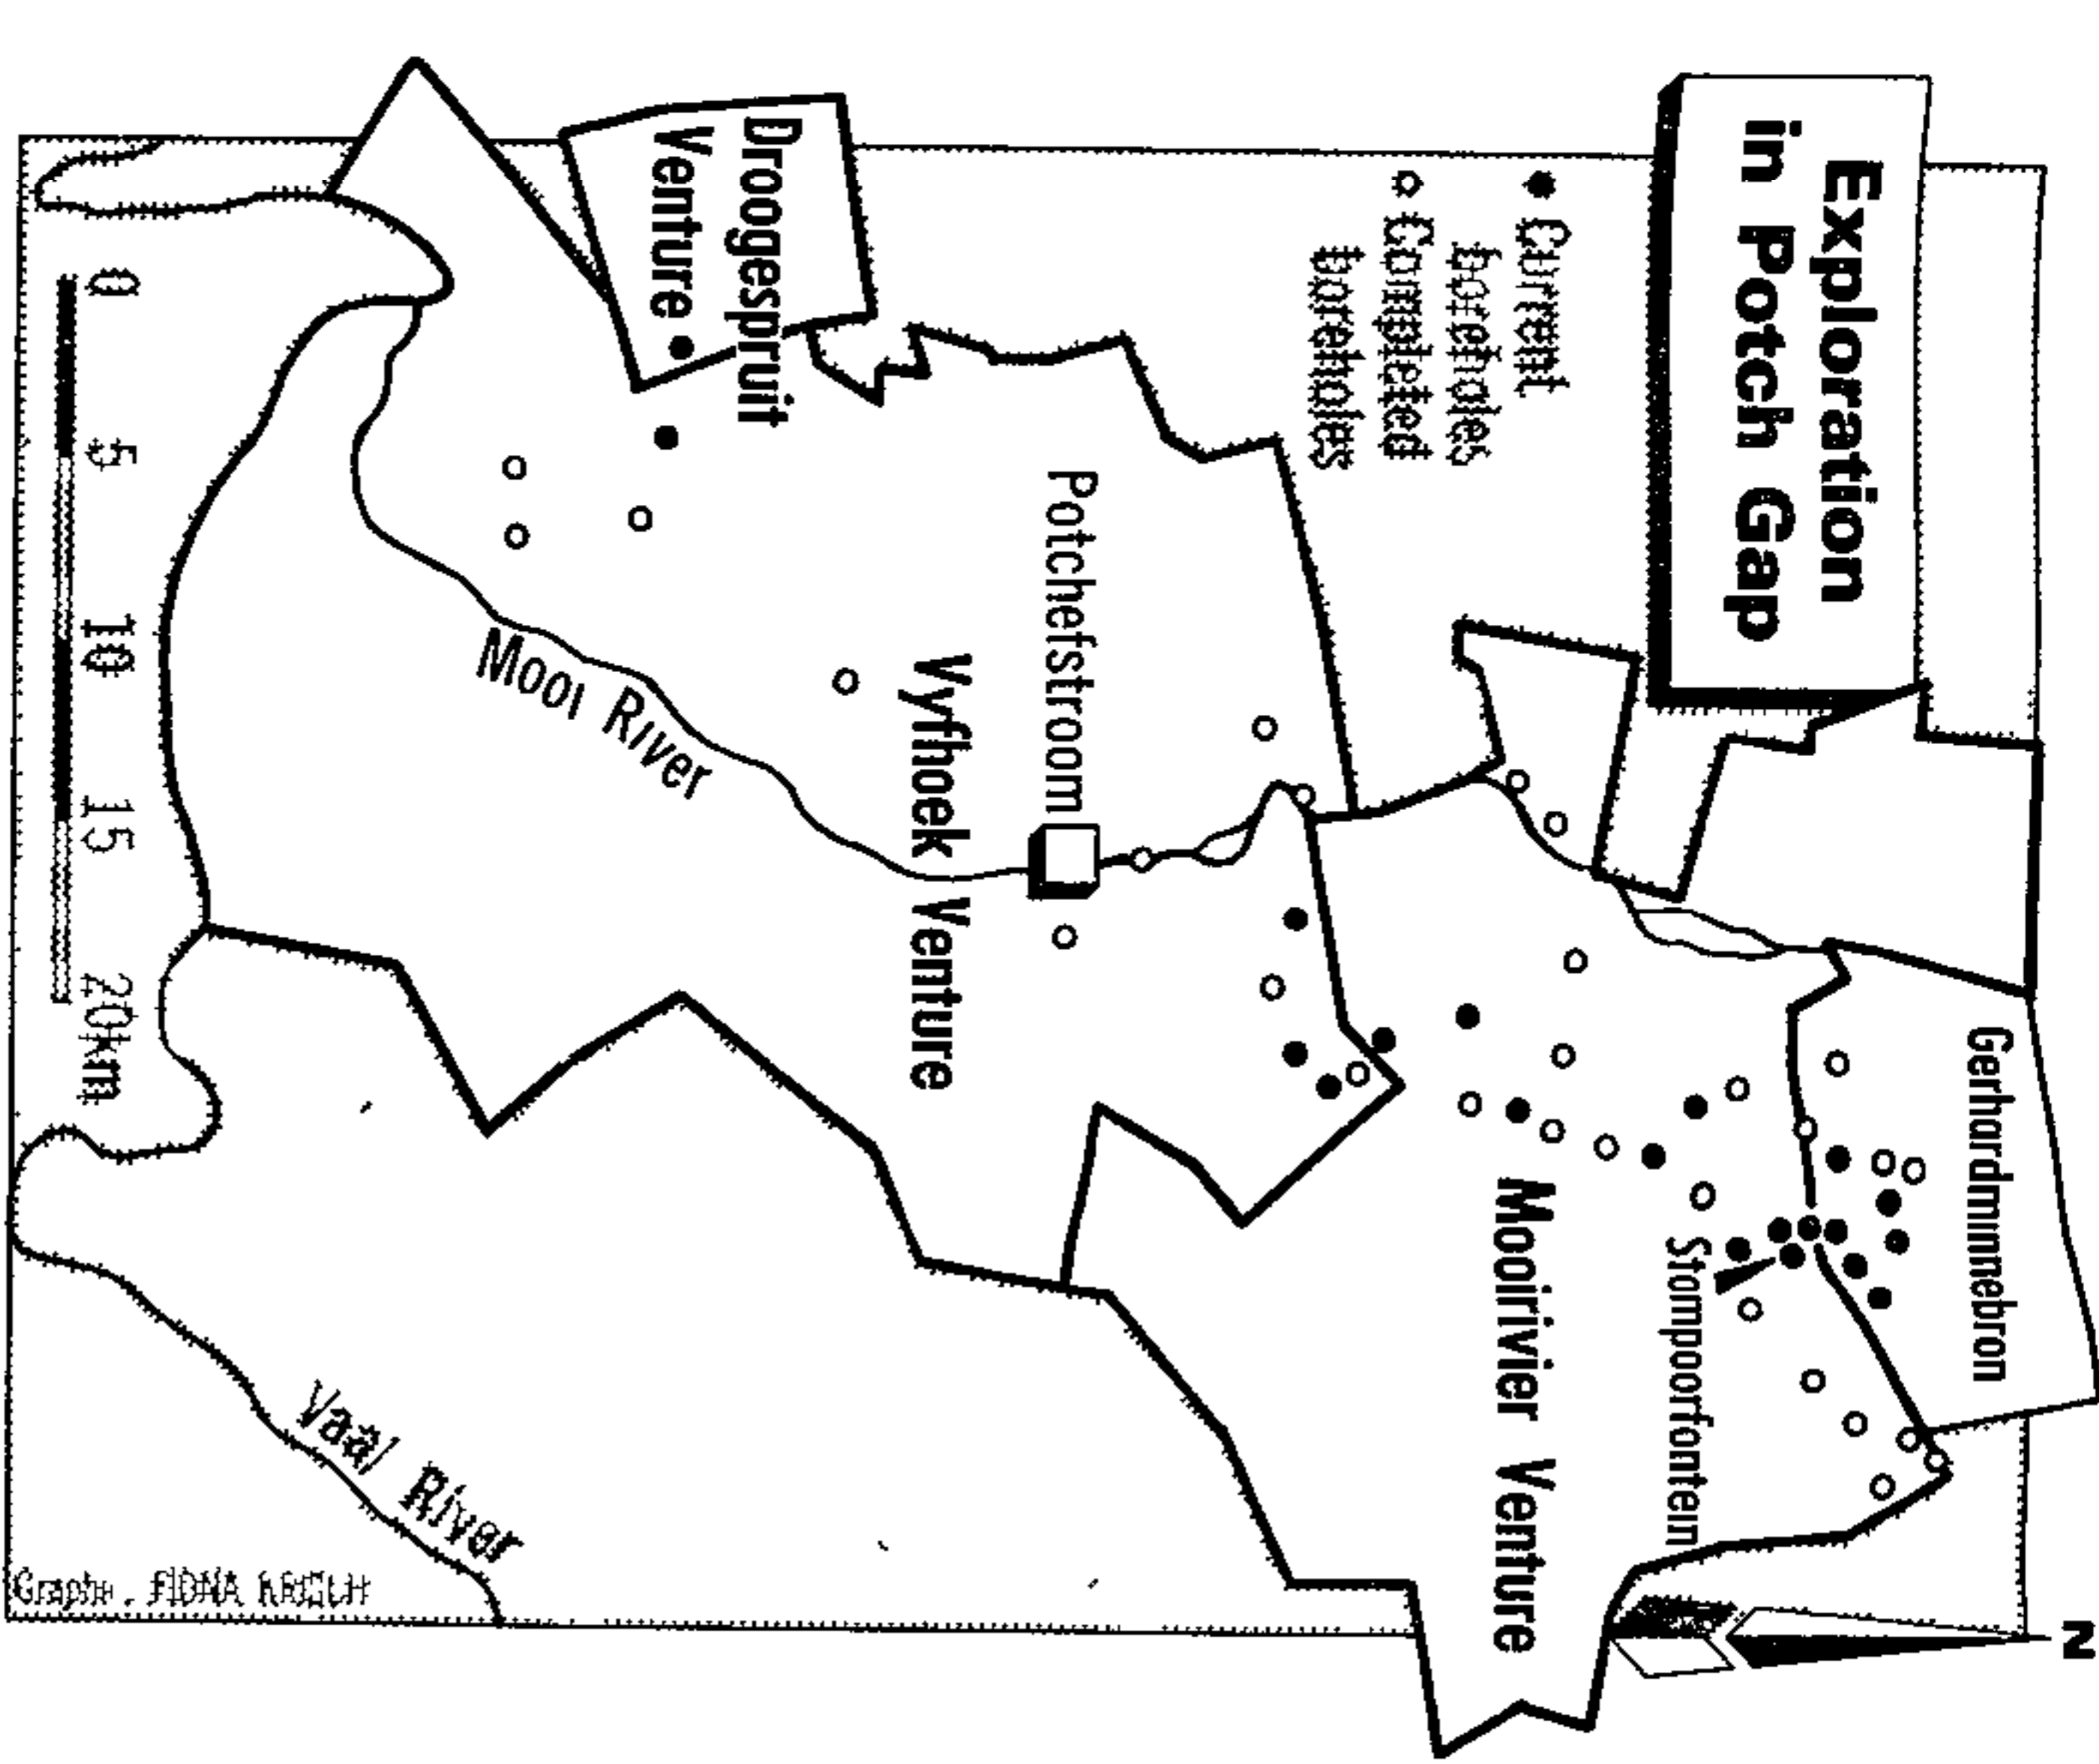 Exploration
in Potch Gap
Current
boreholes
Completed
boreholes
Gerhardminnebron
Stompoorfontein
Mooirivier Venture
Potchefstroom
Vyfhoek Venture
Droogespruit
Venture
Mooi River
Vaal River
0 5 10 15 20km
N